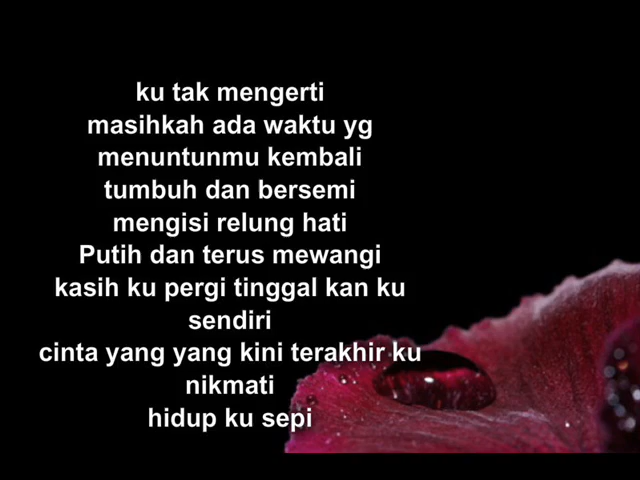 ku tak mengerti
masihkah ada waktu yg
menuntunmu kembali
tumbuh dan bersemi
mengisi relung hati
Putih dan terus mewangi
kasih ku pergi tinggal kan ku
sendiri
cinta yang yang kini terakhir ku
nikmati
hidup ku sepi